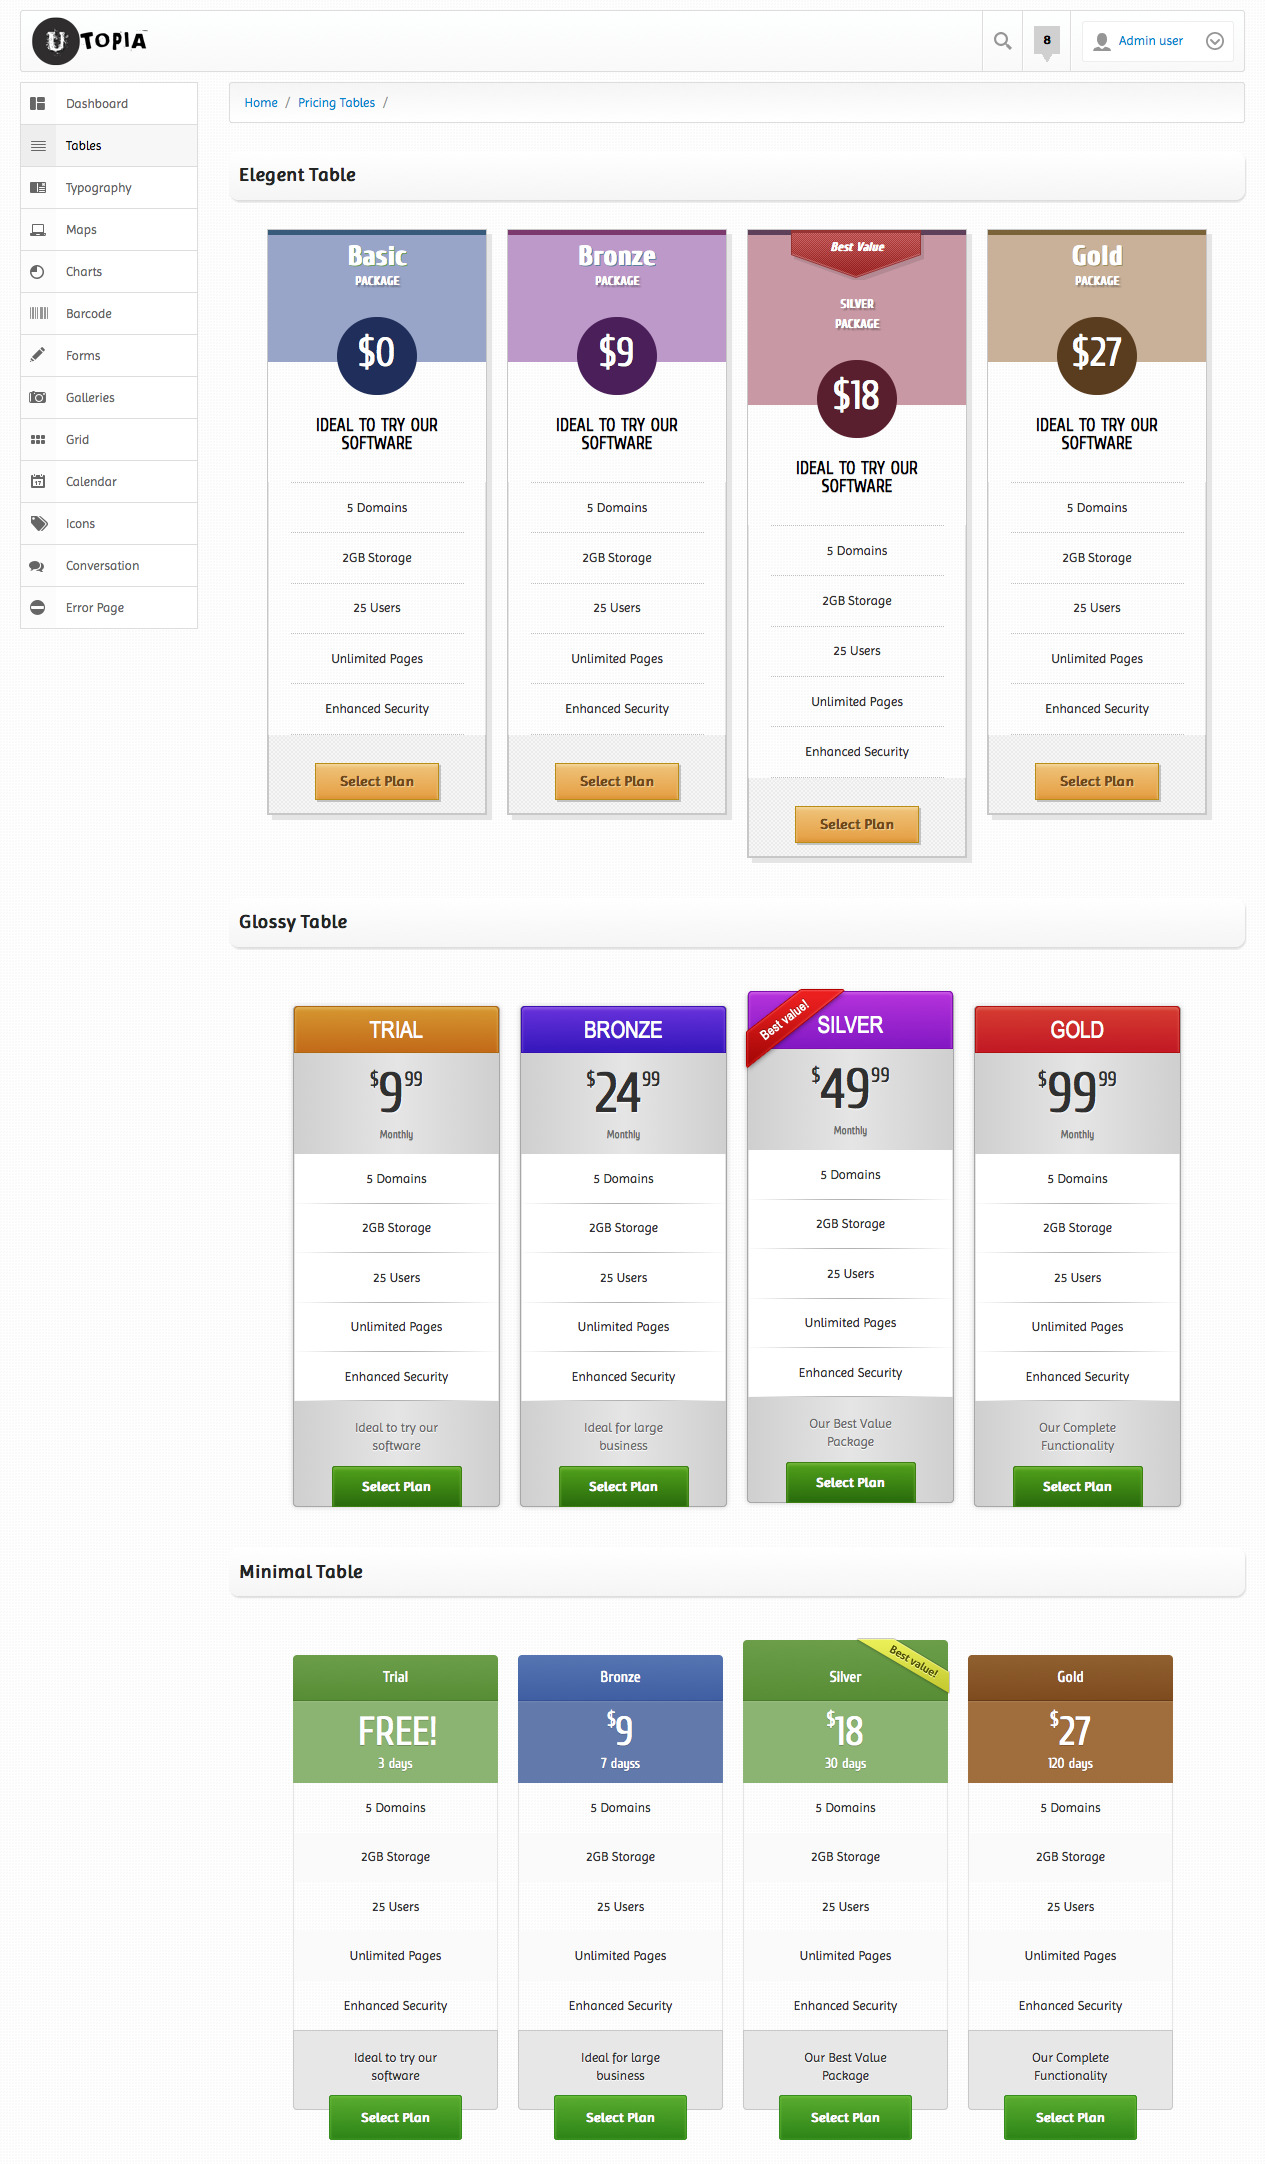 UTOPIA
8
Admin user
Dashboard
Tables
Typography
Maps
Charts
Barcode
Forms
Galleries
Grid
Calendar
Icons
Conversation
Error Page
Home / Pricing Tables /
Elegent Table
Basic
PACKAGE
$0
IDEAL TO TRY OUR
SOFTWARE
5 Domains
2GB Storage
25 Users
Unlimited Pages
Enhanced Security
Select Plan
Bronze
PACKAGE
$9
IDEAL TO TRY OUR
SOFTWARE
5 Domains
2GB Storage
25 Users
Unlimited Pages
Enhanced Security
Select Plan
Best Value
SILVER
PACKAGE
$18
IDEAL TO TRY OUR
SOFTWARE
5 Domains
2GB Storage
25 Users
Unlimited Pages
Enhanced Security
Select Plan
Gold
PACKAGE
$27
IDEAL TO TRY OUR
SOFTWARE
5 Domains
2GB Storage
25 Users
Unlimited Pages
Enhanced Security
Select Plan
Glossy Table
TRIAL
$9 99
Monthly
5 Domains
2GB Storage
25 Users
Unlimited Pages
Enhanced Security
Ideal to try our
software
Select Plan
BRONZE
$24 99
Monthly
5 Domains
2GB Storage
25 Users
Unlimited Pages
Enhanced Security
Ideal for large
business
Select Plan
Best value!
SILVER
$49 99
Monthly
5 Domains
2GB Storage
25 Users
Unlimited Pages
Enhanced Security
Our Best Value
Package
Select Plan
GOLD
$99 99
Monthly
5 Domains
2GB Storage
25 Users
Unlimited Pages
Enhanced Security
Our Complete
Functionality
Select Plan
Minimal Table
Trial
FREE!
3 days
5 Domains
2GB Storage
25 Users
Unlimited Pages
Enhanced Security
Ideal to try our
software
Select Plan
Bronze
$9
7 dayss
5 Domains
2GB Storage
25 Users
Unlimited Pages
Enhanced Security
Ideal for large
business
Select Plan
Best value!
Silver
$18
30 days
5 Domains
2GB Storage
25 Users
Unlimited Pages
Enhanced Security
Our Best Value
Package
Select Plan
Gold
$27
120 days
5 Domains
2GB Storage
25 Users
Unlimited Pages
Enhanced Security
Our Complete
Functionality
Select Plan